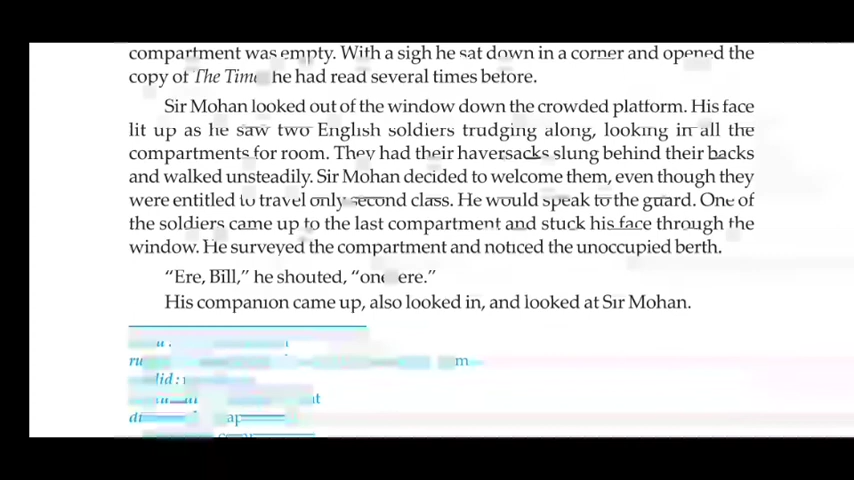 compartment was empty. With a sigh he sat down in a corner and opened the
copy of The Time he had read several times before.
Sir Mohan looked out of the window down the crowded platform. His face
lit up as he saw two English soldiers trudging along, looking in all the
compartments for room. They had their haversacks slung behind their backs
and walked unsteadily. Sir Mohan decided to welcome them, even though they
were entitled to travel only second class. He would speak to the guard. One of
the soldiers came up to the last compartment and stuck his face through the
window. He surveyed the compartment and noticed the unoccupied berth.
“Ere, Bill,” he shouted, “one ere.”
His companion came up, also looked in, and looked at Sir Mohan.